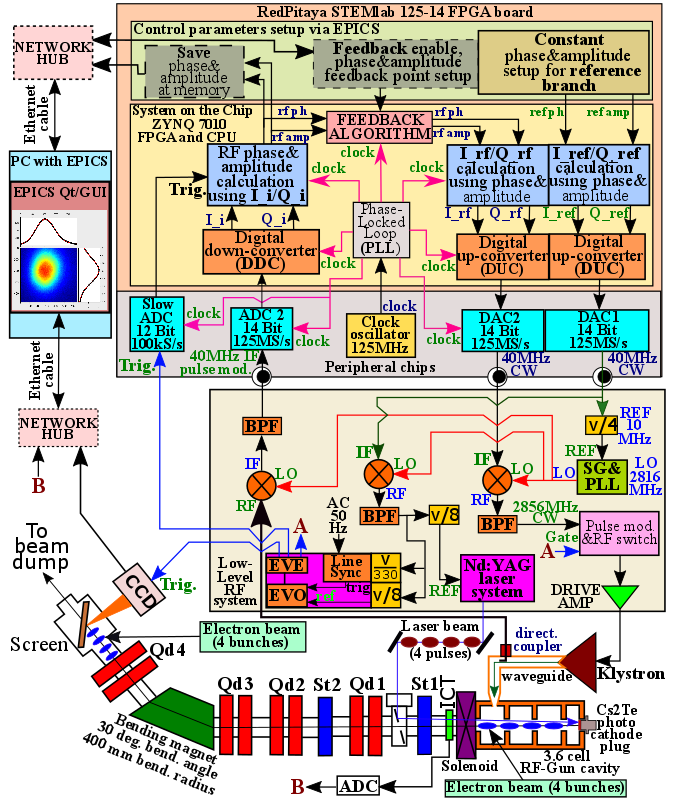 RedPitaya STEMlab 125-14 FPGA board
Control parameters setup via EPICS
NETWORK
HUB
Save
phase&
amplitude
at memory
Feedback enable,
phase&amplitude
feedback point setup
Constant
phase&amplitude
setup for reference
branch
Ethernet
cable
System on the Chip
ZYNQ 7010
FPGA and CPU
rf ph
rf amp
FEEDBACK
ALGORITHM
rf ph
rf amp
ref ph
ref amp
PC with EPICS
EPICS Qt/GUI
RF phase&
amplitude
calculation
using I_i/Q_i
Trig.
clock
clock
clock
I_rf/Q_rf
calculation
using phase&
amplitude
I_ref/Q_ref
calculation
using phase&
amplitude
I_i
Q_i
Phase-
Locked
Loop
(PLL)
I_rf
Q_rf
I_ref
Q_ref
Digital
down-converter
(DDC)
clock
clock
Digital
up-converter
(DUC)
Digital
up-converter
(DUC)
Slow
ADC
12 Bit
100kS/s
clock
ADC 2
14 Bit
125MS/s
clock
clock
Clock
oscillator
125MHz
clock
DAC2
14 Bit
125MS/s
DAC1
14 Bit
125MS/s
Trig.
40MHz IF
pulse mod.
Peripheral chips
40MHz
CW
40MHz
CW
Ethernet
cable
NETWORK
HUB
B
BPF
IF
LO
RF
IF
LO
RF
IF
LO
RF
v/4
REF
10
MHz
REF
SG&
PLL
LO
LO
2816
MHz
AC
50
Hz
BPF
v/8
BPF
2856MHz
CW
Gate
A
Pulse mod.
&RF switch
A
Low-
Level
RF
system
EVE
EVO
Line
Sync
v
330
v/8
trig
ref
REF
Nd:YAG
laser
system
DRIVE
AMP
To
beam
dump
CCD
Trig.
Screen
Electron beam
(4 bunches)
Laser beam
(4 pulses)
direct.
coupler
waveguide
Klystron
Qd4
Qd3
Qd2
St2
Qd1
St1
ICT
Bending magnet
30 deg. bend. angle
400 mm bend. radius
Cs2Te
photo
cathode
plug
Solenoid
3.6 cell
RF-Gun cavity
B
ADC
Electron beam (4 bunches)